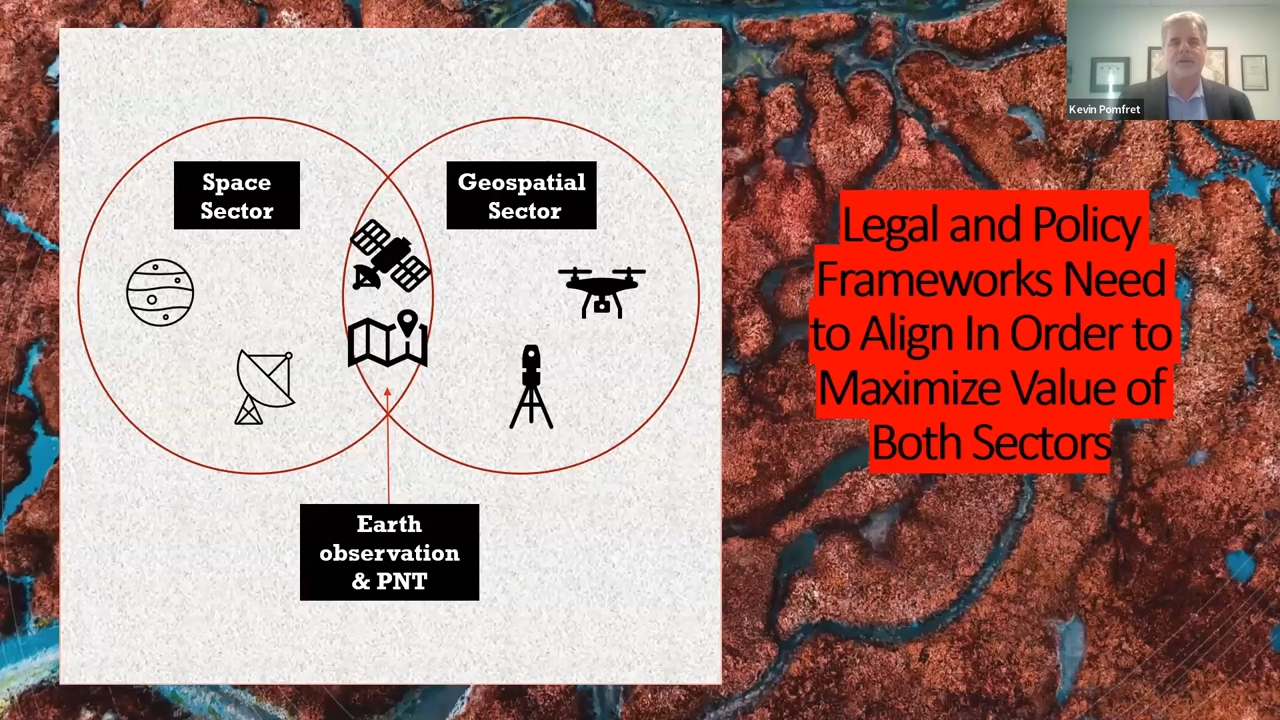 Space
Sector
Geospatial
Sector
Earth
observation
& PNT
Legal and Policy
Frameworks Need
to Align In Order to
Maximize Value of
Both Sectors
Kevin Pomfret